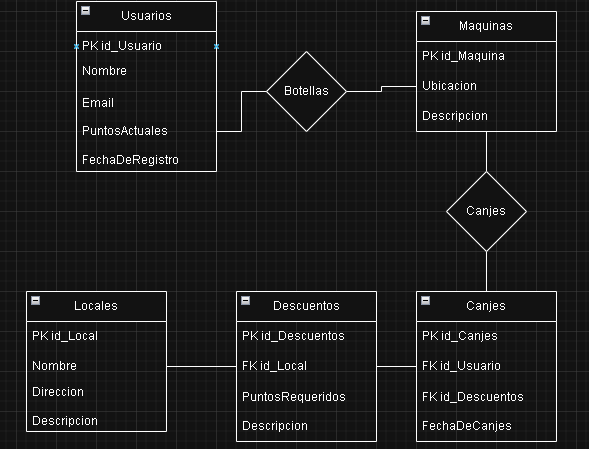 Usuarios
PK id_Usuario
Nombre
Email
PuntosActuales
FechaDeRegistro
Botellas
Maquinas
PK id_Maquina
Ubicacion
Descripcion
Canjes
Locales
PK id_Local
Nombre
Direccion
Descripcion
Descuentos
PK id_Descuentos
FK id_Local
PuntosRequeridos
Descripcion
Canjes
PK id_Canjes
FK id_Usuario
FK id_Descuentos
FechaDeCanjes